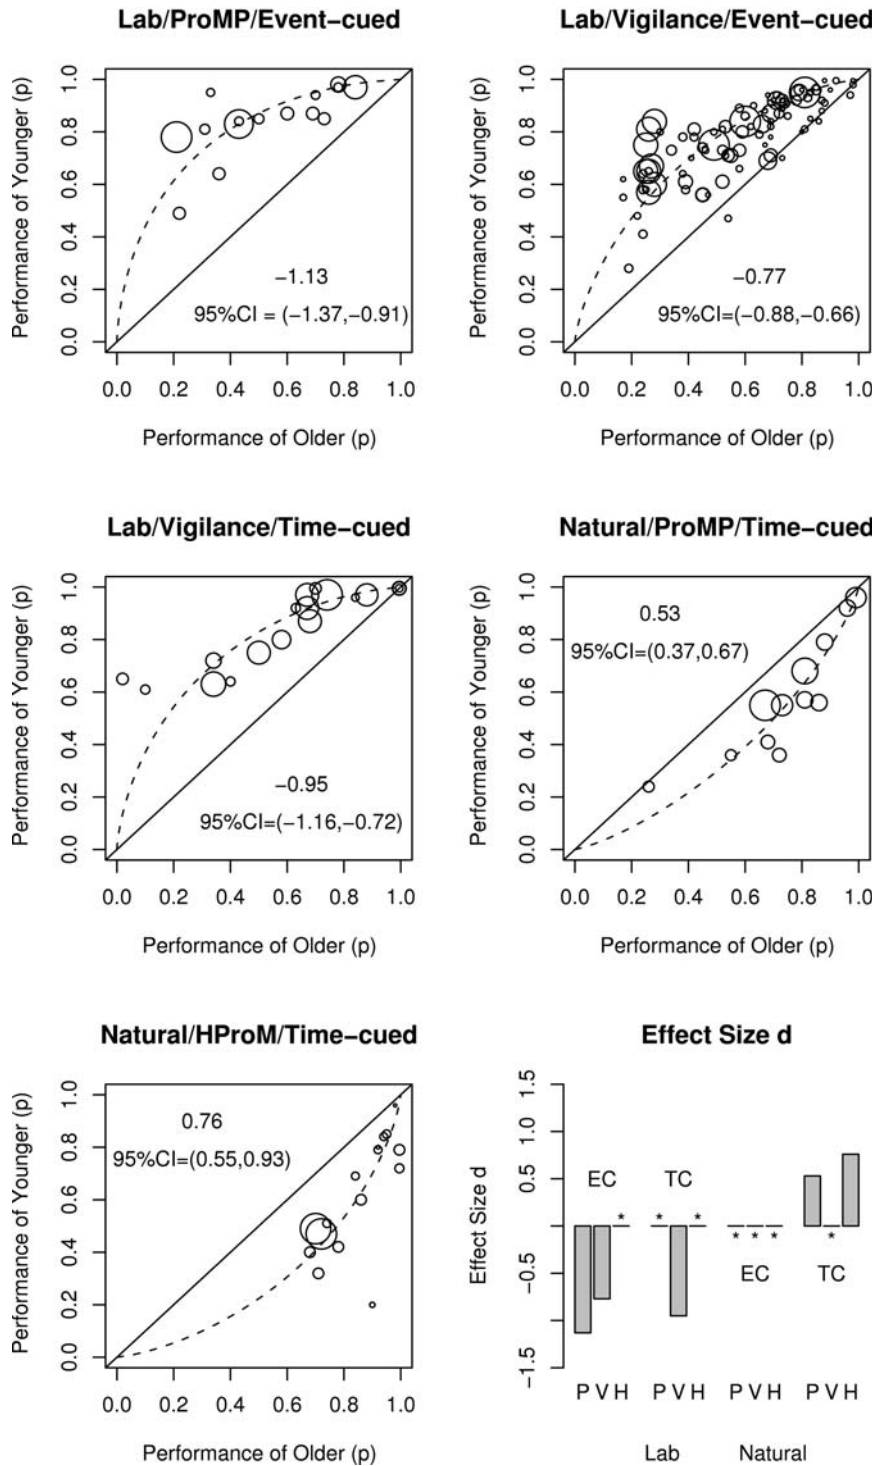 Lab/ProMP/Event−cued
Performance of Younger (p)
0.0 0.2 0.4 0.6 0.8 1.0
−1.13
95%CI = (−1.37,−0.91)
0.0 0.2 0.4 0.6 0.8 1.0
Performance of Older (p)
Lab/Vigilance/Event−cued
Performance of Younger (p)
0.0 0.2 0.4 0.6 0.8 1.0
−0.77
95%CI=(−0.88,−0.66)
0.0 0.2 0.4 0.6 0.8 1.0
Performance of Older (p)
Lab/Vigilance/Time−cued
Performance of Younger (p)
0.0 0.2 0.4 0.6 0.8 1.0
−0.95
95%CI=(−1.16,−0.72)
0.0 0.2 0.4 0.6 0.8 1.0
Performance of Older (p)
Natural/ProMP/Time−cued
Performance of Younger (p)
0.0 0.2 0.4 0.6 0.8 1.0
0.53
95%CI=(0.37,0.67)
0.0 0.2 0.4 0.6 0.8 1.0
Performance of Older (p)
Natural/HProM/Time−cued
Performance of Younger (p)
0.0 0.2 0.4 0.6 0.8 1.0
0.76
95%CI=(0.55,0.93)
0.0 0.2 0.4 0.6 0.8 1.0
Performance of Older (p)
Effect Size d
Effect Size d
−1.5 −0.5 0.5 1.5
EC TC
* * *
* * * *
EC TC
P V H P V H P V H P V H
Lab Natural